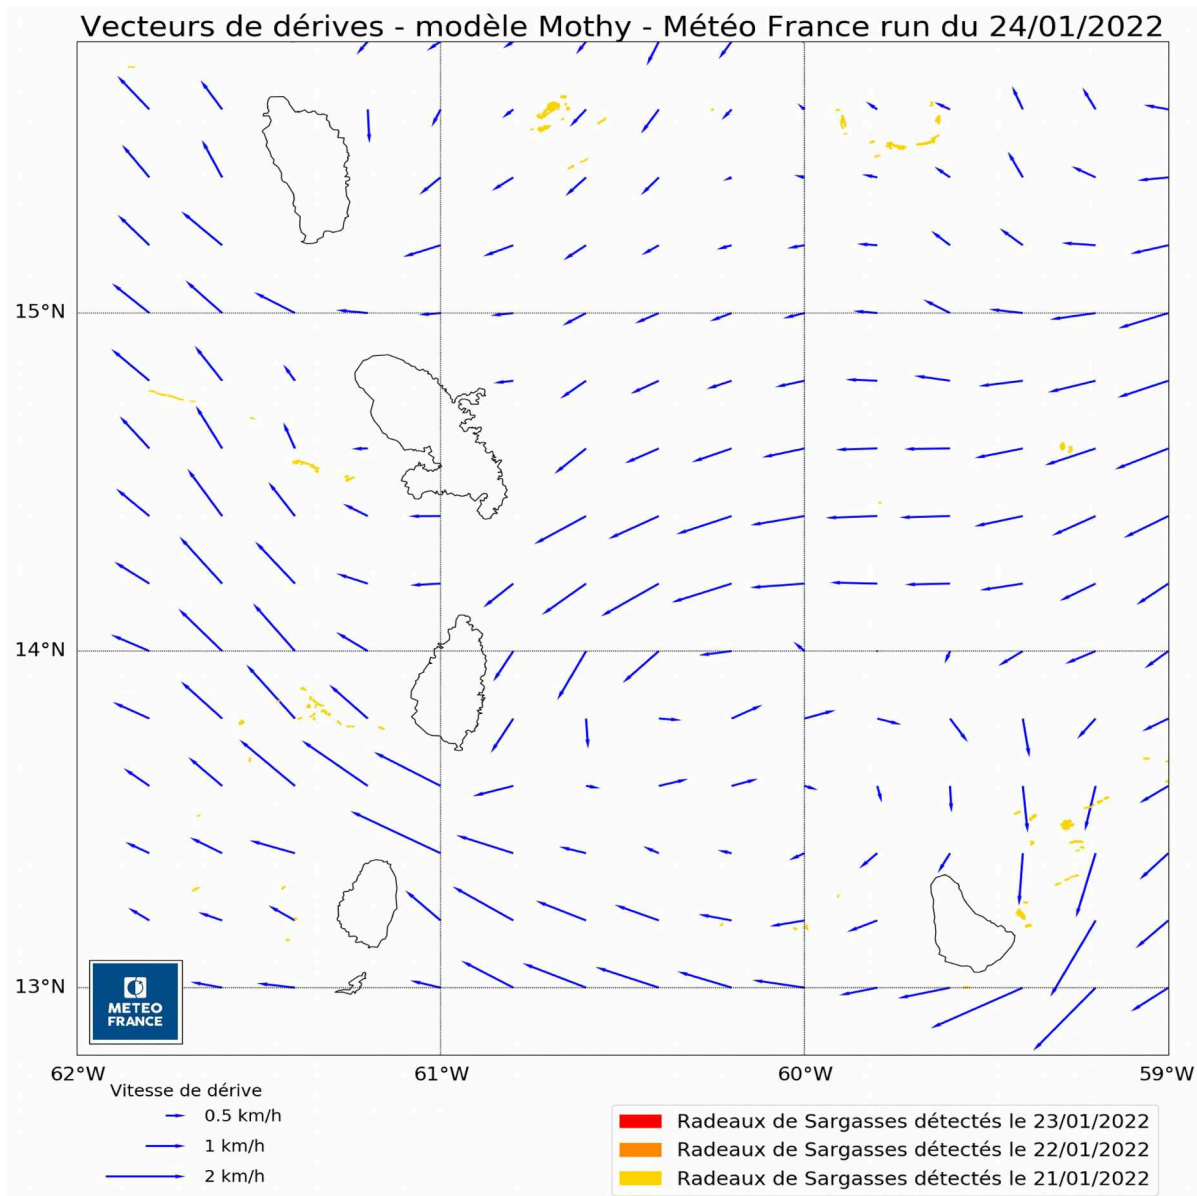 Vecteurs de dérives - modèle Mothy - Météo France run du 24/01/2022
15°N
14°N
13°N
METEO
FRANCE
62°W
61°W
60°W
59°W
Vitesse de dérive
0.5 km/h
1 km/h
2 km/h
Radeaux de Sargasses détectés le 23/01/2022
Radeaux de Sargasses détectés le 22/01/2022
Radeaux de Sargasses détectés le 21/01/2022